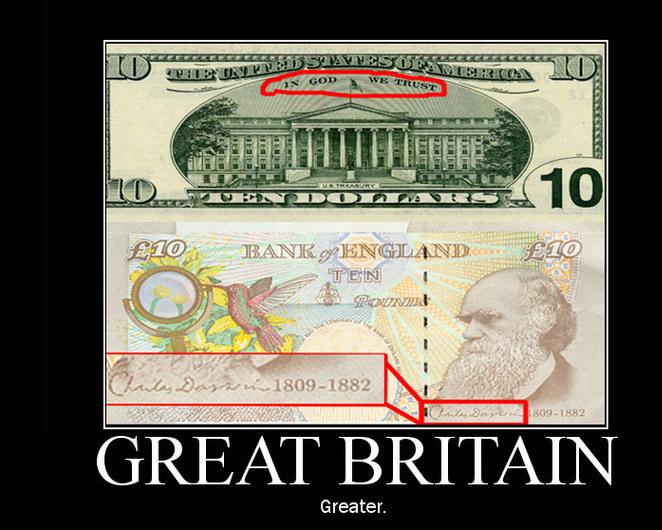 10 THE UNITED STATES OF AMERICA 10
IN GOD WE TRUST
U.S. TREASURY
10 TEN DOLLARS 10
£10 BANK of ENGLAND £10
TEN
POUNDS
Charles Darwin 1809-1882
Charles Darwin 1809-1882
GREAT BRITAIN
Greater.